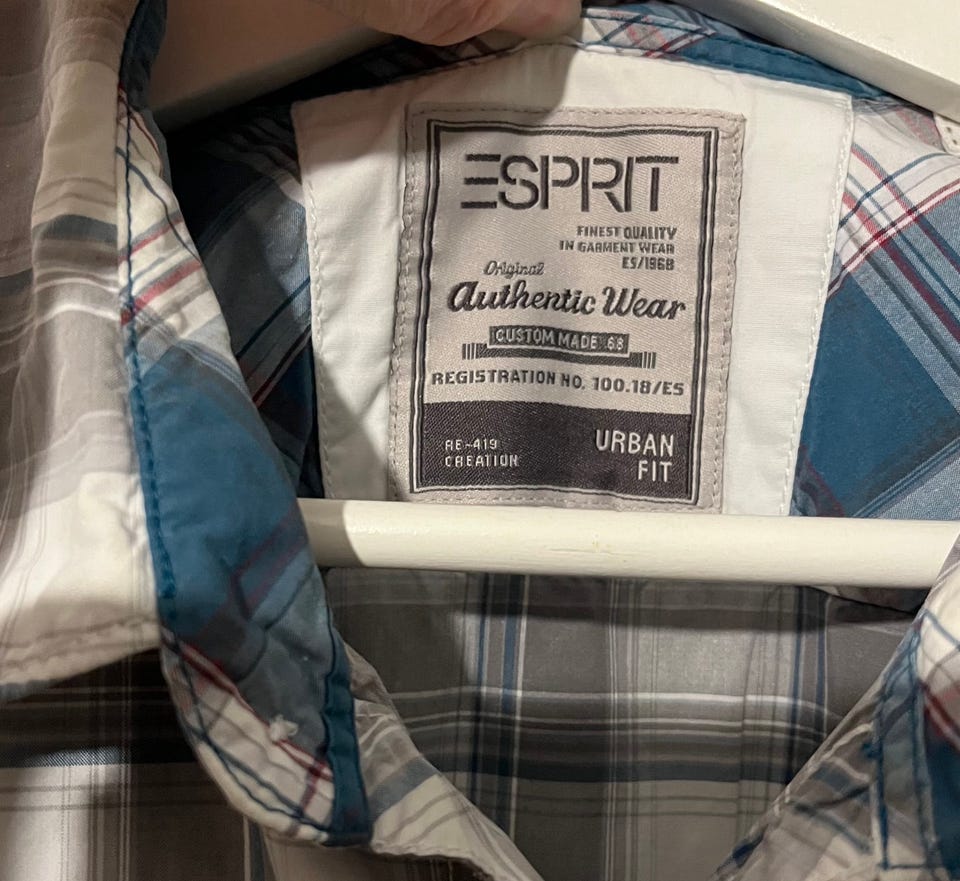 ESPRIT
FINEST QUALITY
IN GARMENT WEAR
ES/1968
Original
Authentic Wear
CUSTOM MADE 68
REGISTRATION NO. 100.18/ES
RE-419
CREATION
URBAN
FIT